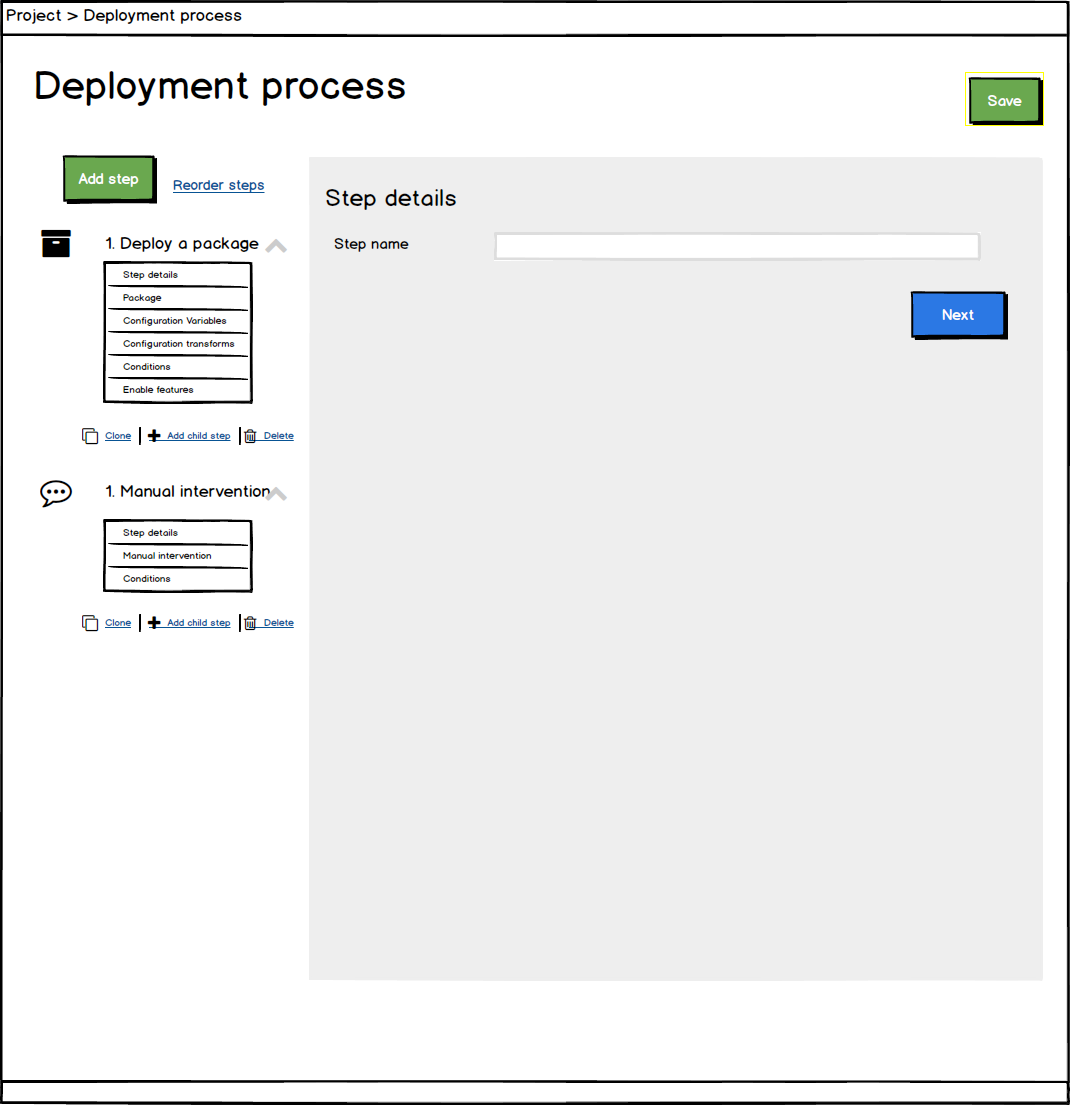 Project > Deployment process
Deployment process
Save
Add step
Reorder steps
1. Deploy a package
Step details
Package
Configuration Variables
Configuration transforms
Conditions
Enable features
Clone
Add child step
Delete
1. Manual intervention
Step details
Manual intervention
Conditions
Clone
Add child step
Delete
Step details
Step name
Next